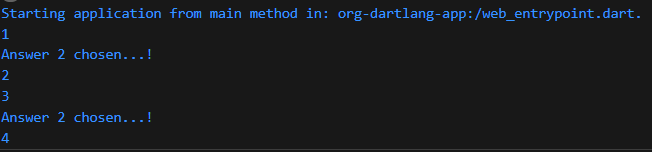 Starting application from main method in: org-dartlang-app:/web_entrypoint.dart.
1
Answer 2 chosen...!
2
3
Answer 2 chosen...!
4